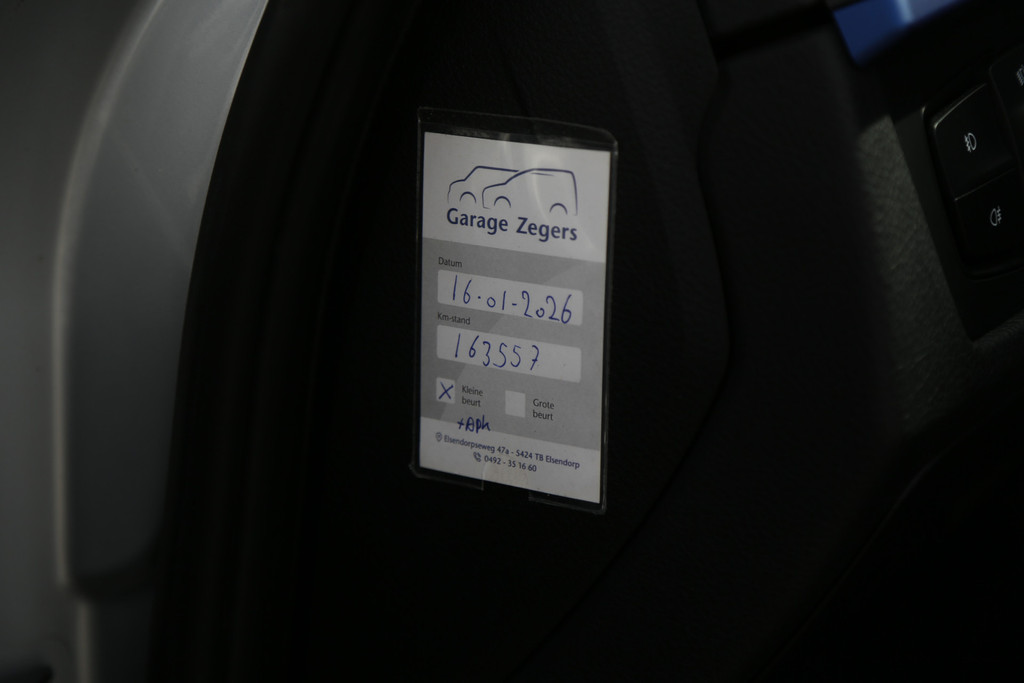 Garage Zegers
Datum
16-01-2026
Km-stand
163557
X Kleine beurt
Grote beurt
+APK
Elsendorpseweg 47a - 5424 TB Elsendorp
0492 - 35 16 60